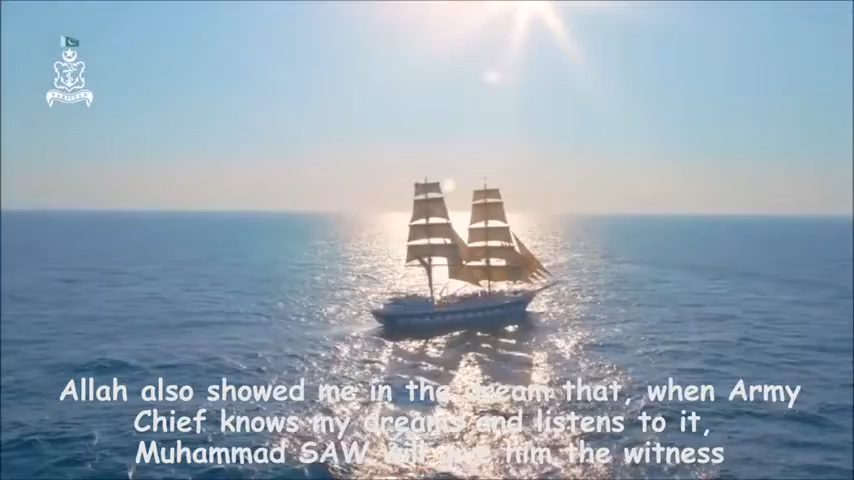 PAKISTAN
Allah also showed me in the dream that, when Army
Chief knows my dreams and listens to it,
Muhammad SAW will give him the witness